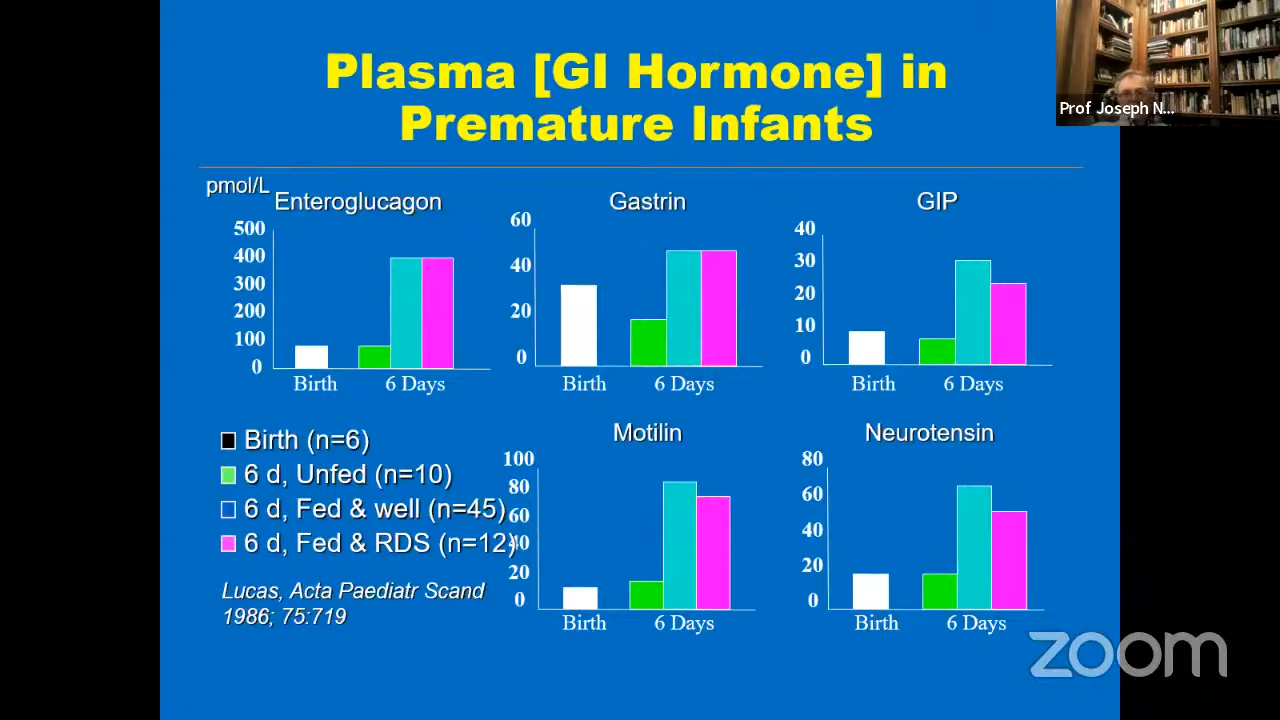 Plasma [GI Hormone] in
Premature Infants
Prof Joseph N...
pmol/L
Enteroglucagon
500
400
300
200
100
0
Birth
6 Days
Gastrin
60
40
20
0
Birth
6 Days
GIP
40
30
20
10
0
Birth
6 Days
Birth (n=6)
6 d, Unfed (n=10)
6 d, Fed & well (n=45)
6 d, Fed & RDS (n=12)
Lucas, Acta Paediatr Scand
1986; 75:719
Motilin
100
80
60
40
20
0
Birth
6 Days
Neurotensin
80
60
40
20
0
Birth
6 Days
zoom